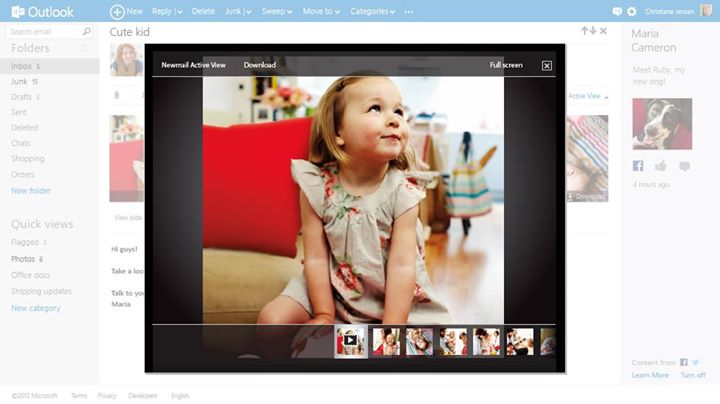 Outlook
New Reply Delete Junk Sweep Move to Categories ...
Christiane Jensen
Search email
Folders
Inbox 5
Junk 15
Drafts 3
Sent
Deleted
Chats
Shopping
Orders
New folder
Quick views
Flagged 3
Photos 6
Office docs
Shipping updates
New category
Cute kid
Newmail Active View Download Full screen
Active View
Download
View slide
Hi guys!
Take a loo
Talk to you
Maria
Maria
Cameron
Meet Ruby, my
new dog!
4 hours ago
Content from
Learn More Turn off
©2012 Microsoft Terms Privacy Developers English